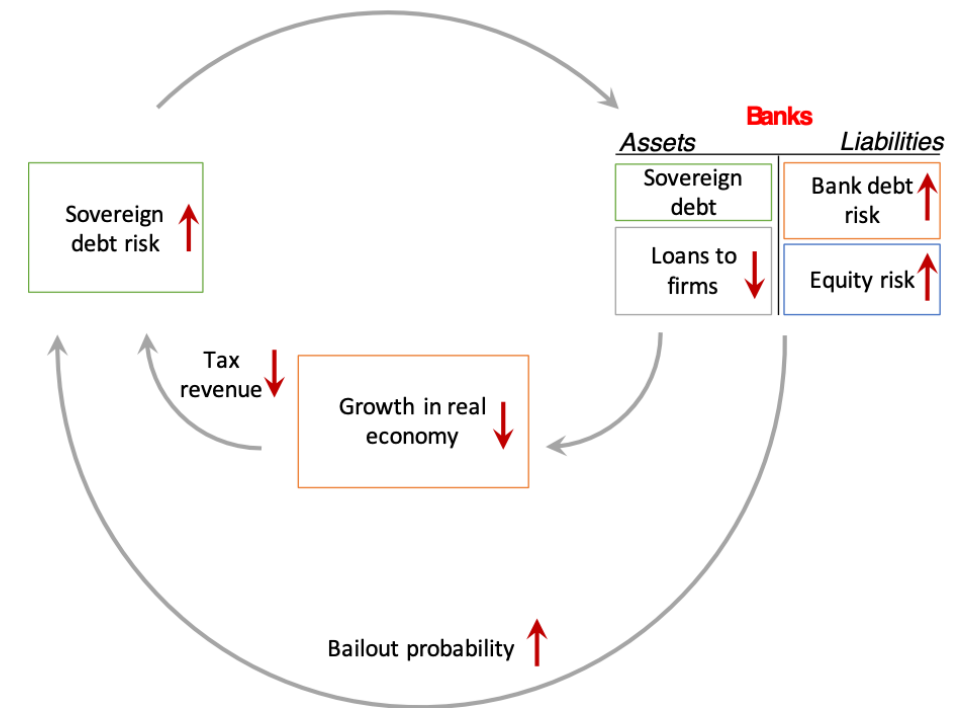 Banks
Assets
Liabilities
Sovereign
debt
Bank debt
risk
Sovereign
debt risk
Loans to
firms
Equity risk
Tax
revenue
Growth in real
economy
Bailout probability